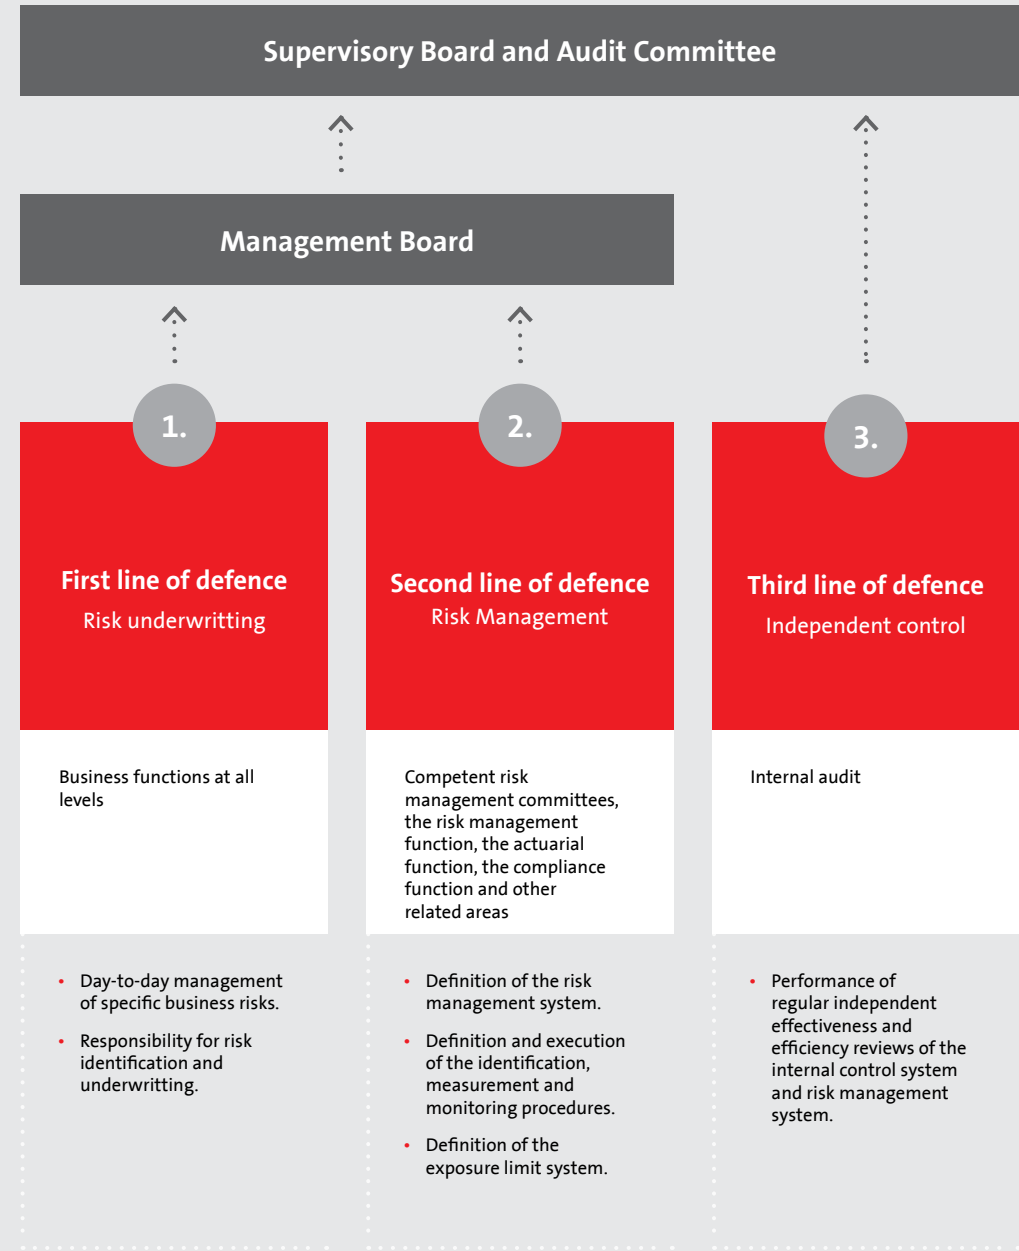 Supervisory Board and Audit Committee
Management Board
1.
First line of defence
Risk underwritting
Business functions at all
levels
• Day-to-day management
of specific business risks.
• Responsibility for risk
identification and
underwritting.
2.
Second line of defence
Risk Management
Competent risk
management committees,
the risk management
function, the actuarial
function, the compliance
function and other
related areas
• Definition of the risk
management system.
• Definition and execution
of the identification,
measurement and
monitoring procedures.
• Definition of the
exposure limit system.
3.
Third line of defence
Independent control
Internal audit
• Performance of
regular independent
effectiveness and
efficiency reviews of the
internal control system
and risk management
system.